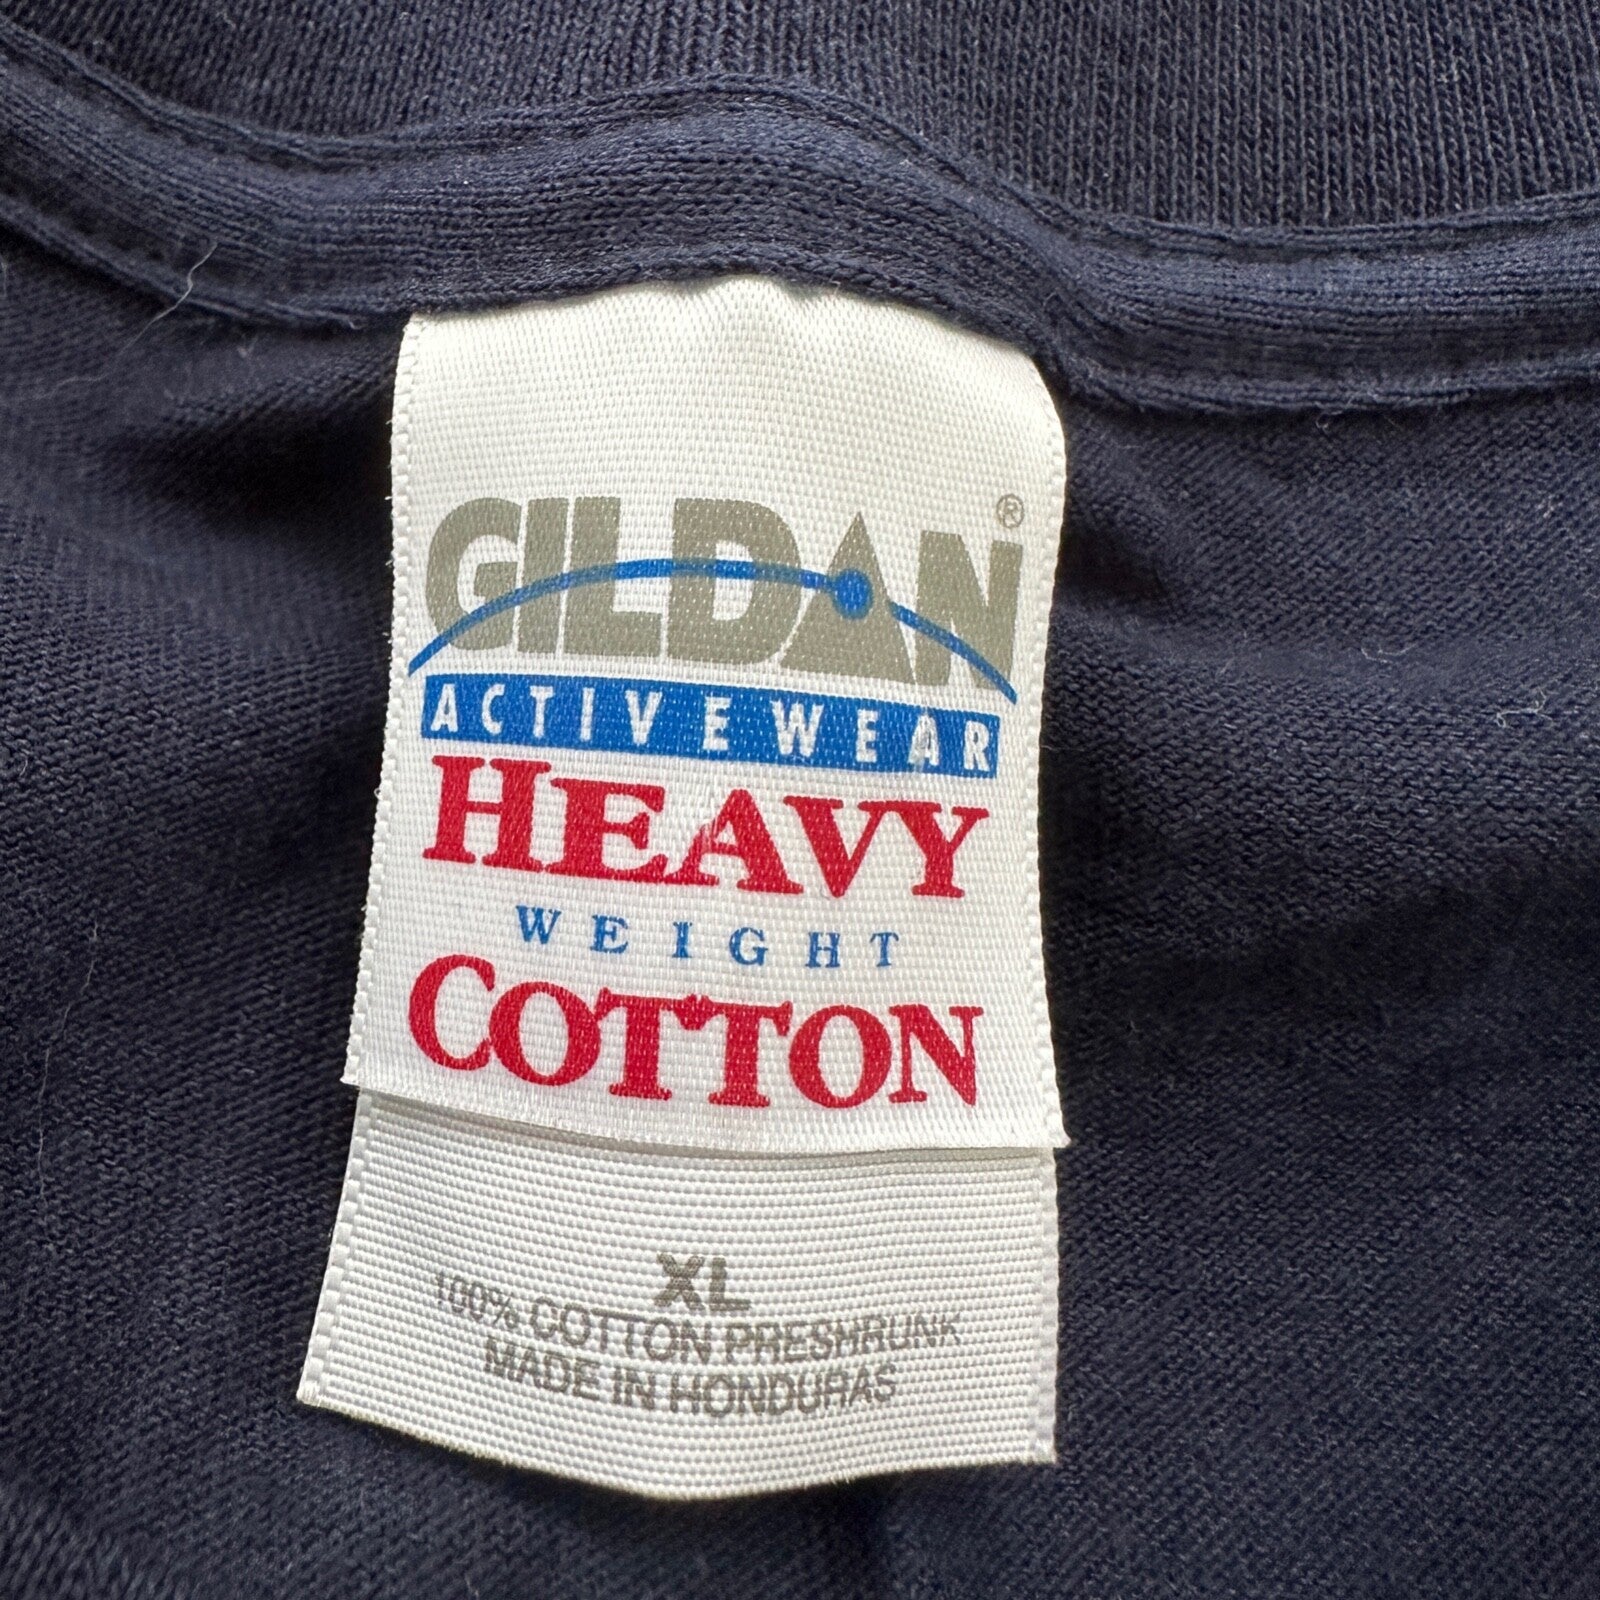 GILDAN®
ACTIVEWEAR
HEAVY
WEIGHT
COTTON
XL
100% COTTON PRESHRUNK
MADE IN HONDURAS